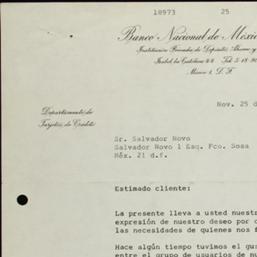 18973 25
Banco Nacional de Méxi
Institución Privada de Depósito, Ahorro y
Isabel la Católica 44 Tel. 5-18-90
México 1, D. F.
Nov. 25 d
Departamento de
Tarjetas de Crédito
Sr. Salvador Novo
Salvador Novo 1 Esq. Fco. Sosa
Méx. 21 d.f.
Estimado cliente:
La presente lleva a usted nuestr
expresión de nuestro deseo por c
las necesidades de quienes nos f
Hace algún tiempo tuvimos el gus
entre el grupo de usuarios de nu